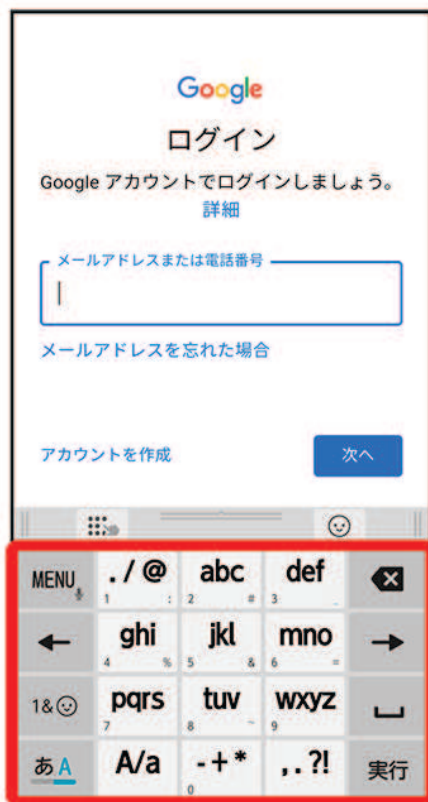 Google
ログイン
Google アカウントでログインしましょう。
詳細
メールアドレスまたは電話番号
メールアドレスを忘れた場合
アカウントを作成
次へ
MENU
. / @
1 :
abc
2 #
def
3 .
ghi
4 %
jkl
5 &
mno
6 =
1&
pqrs
7
tuv
8 ~
wxyz
9
あA
A/a
- + *
0
, . ?!
実行